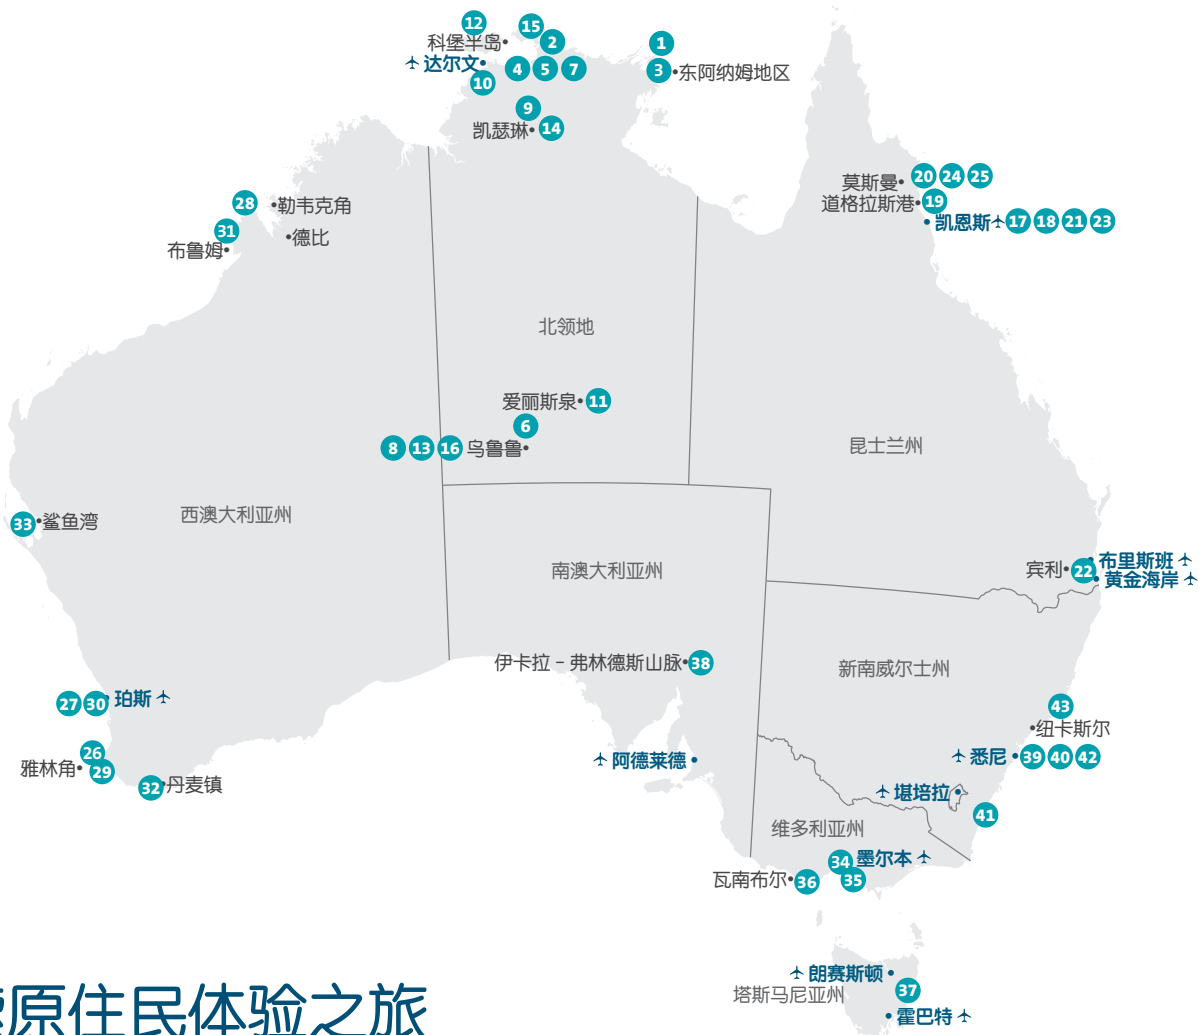 12
15
科堡半岛
2
1
达尔文
4 5 7
3 东阿纳姆地区
10
9
凯瑟琳 14
莫斯曼 20 24 25
28 勒韦克角
道格拉斯港 19
31 德比
凯恩斯 17 18 21 23
布鲁姆
北领地
爱丽斯泉 11
6
8 13 16 乌鲁鲁
昆士兰州
33 鲨鱼湾
西澳大利亚州
南澳大利亚州
布里斯班
宾利 22
黄金海岸
伊卡拉 – 弗林德斯山脉 38
新南威尔士州
27 30 珀斯
43
纽卡斯尔
26
雅林角 29
阿德莱德
悉尼 39 40 42
32 丹麦镇
堪培拉
41
维多利亚州
34 墨尔本
瓦南布尔 36 35
朗赛斯顿
塔斯马尼亚州 37
霍巴特
原住民体验之旅